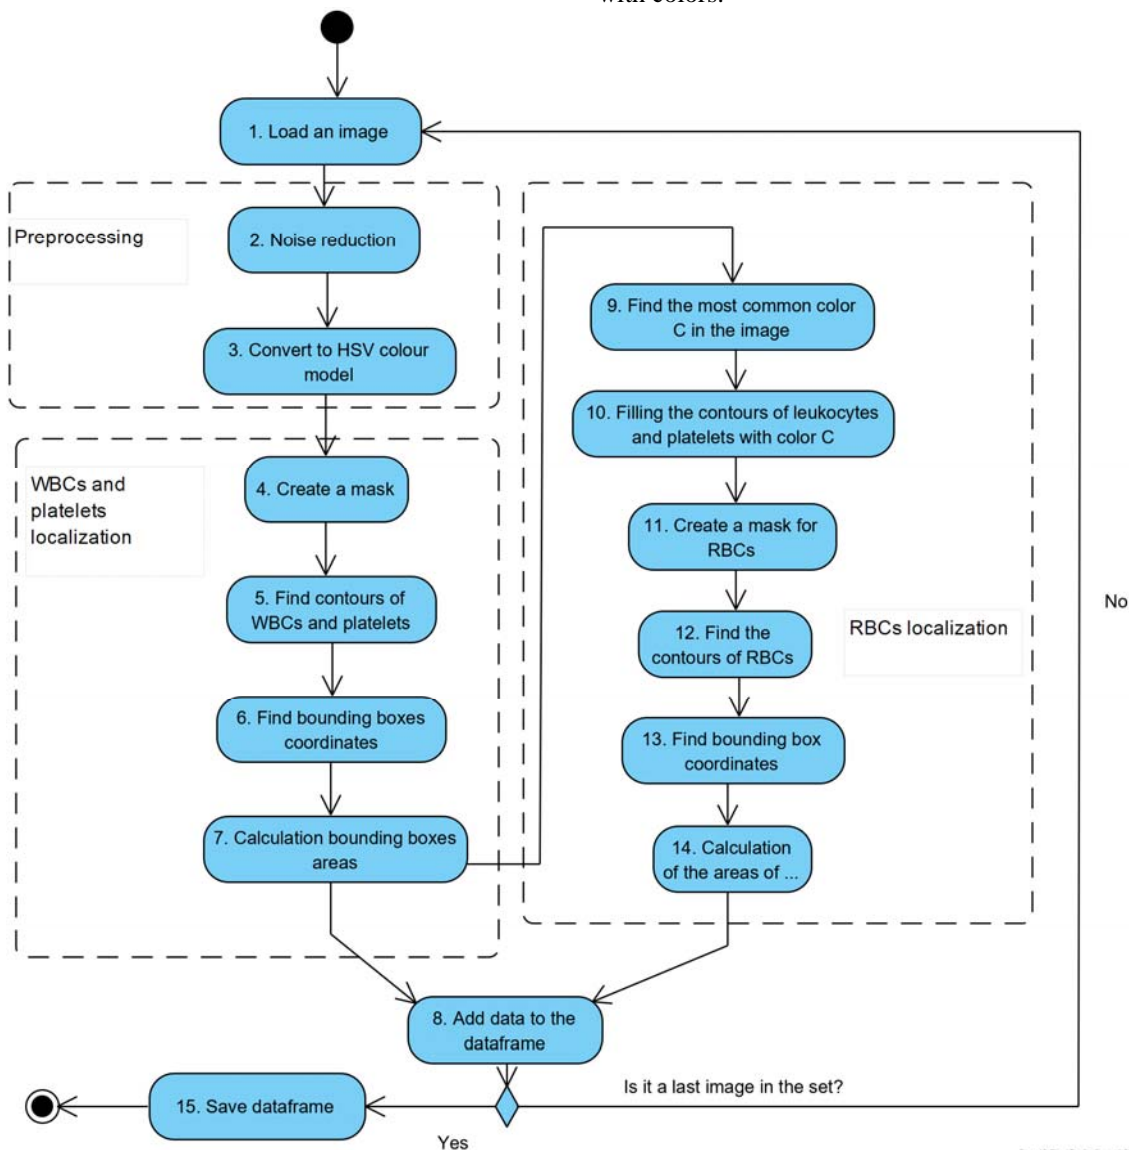 with colors.
1. Load an image
Preprocessing
2. Noise reduction
3. Convert to HSV colour
model
WBCs and
platelets
localization
4. Create a mask
5. Find contours of
WBCs and platelets
6. Find bounding boxes
coordinates
7. Calculation bounding boxes
areas
9. Find the most common color
C in the image
10. Filling the contours of leukocytes
and platelets with color C
11. Create a mask for
RBCs
12. Find the
contours of RBCs
RBCs localization
13. Find bounding box
coordinates
14. Calculation
of the areas of ...
No
8. Add data to the
dataframe
Is it a last image in the set?
15. Save dataframe
Yes